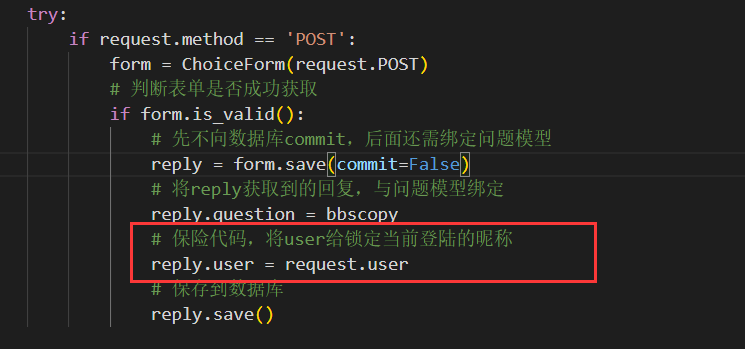 try:
if request.method == 'POST':
form = ChoiceForm(request.POST)
# 判断表单是否成功获取
if form.is_valid():
# 先不向数据库commit，后面还需绑定问题模型
reply = form.save(commit=False)
# 将reply获取到的回复，与问题模型绑定
reply.question = bbscopy
# 保险代码，将user给锁定当前登陆的昵称
reply.user = request.user
# 保存到数据库
reply.save()